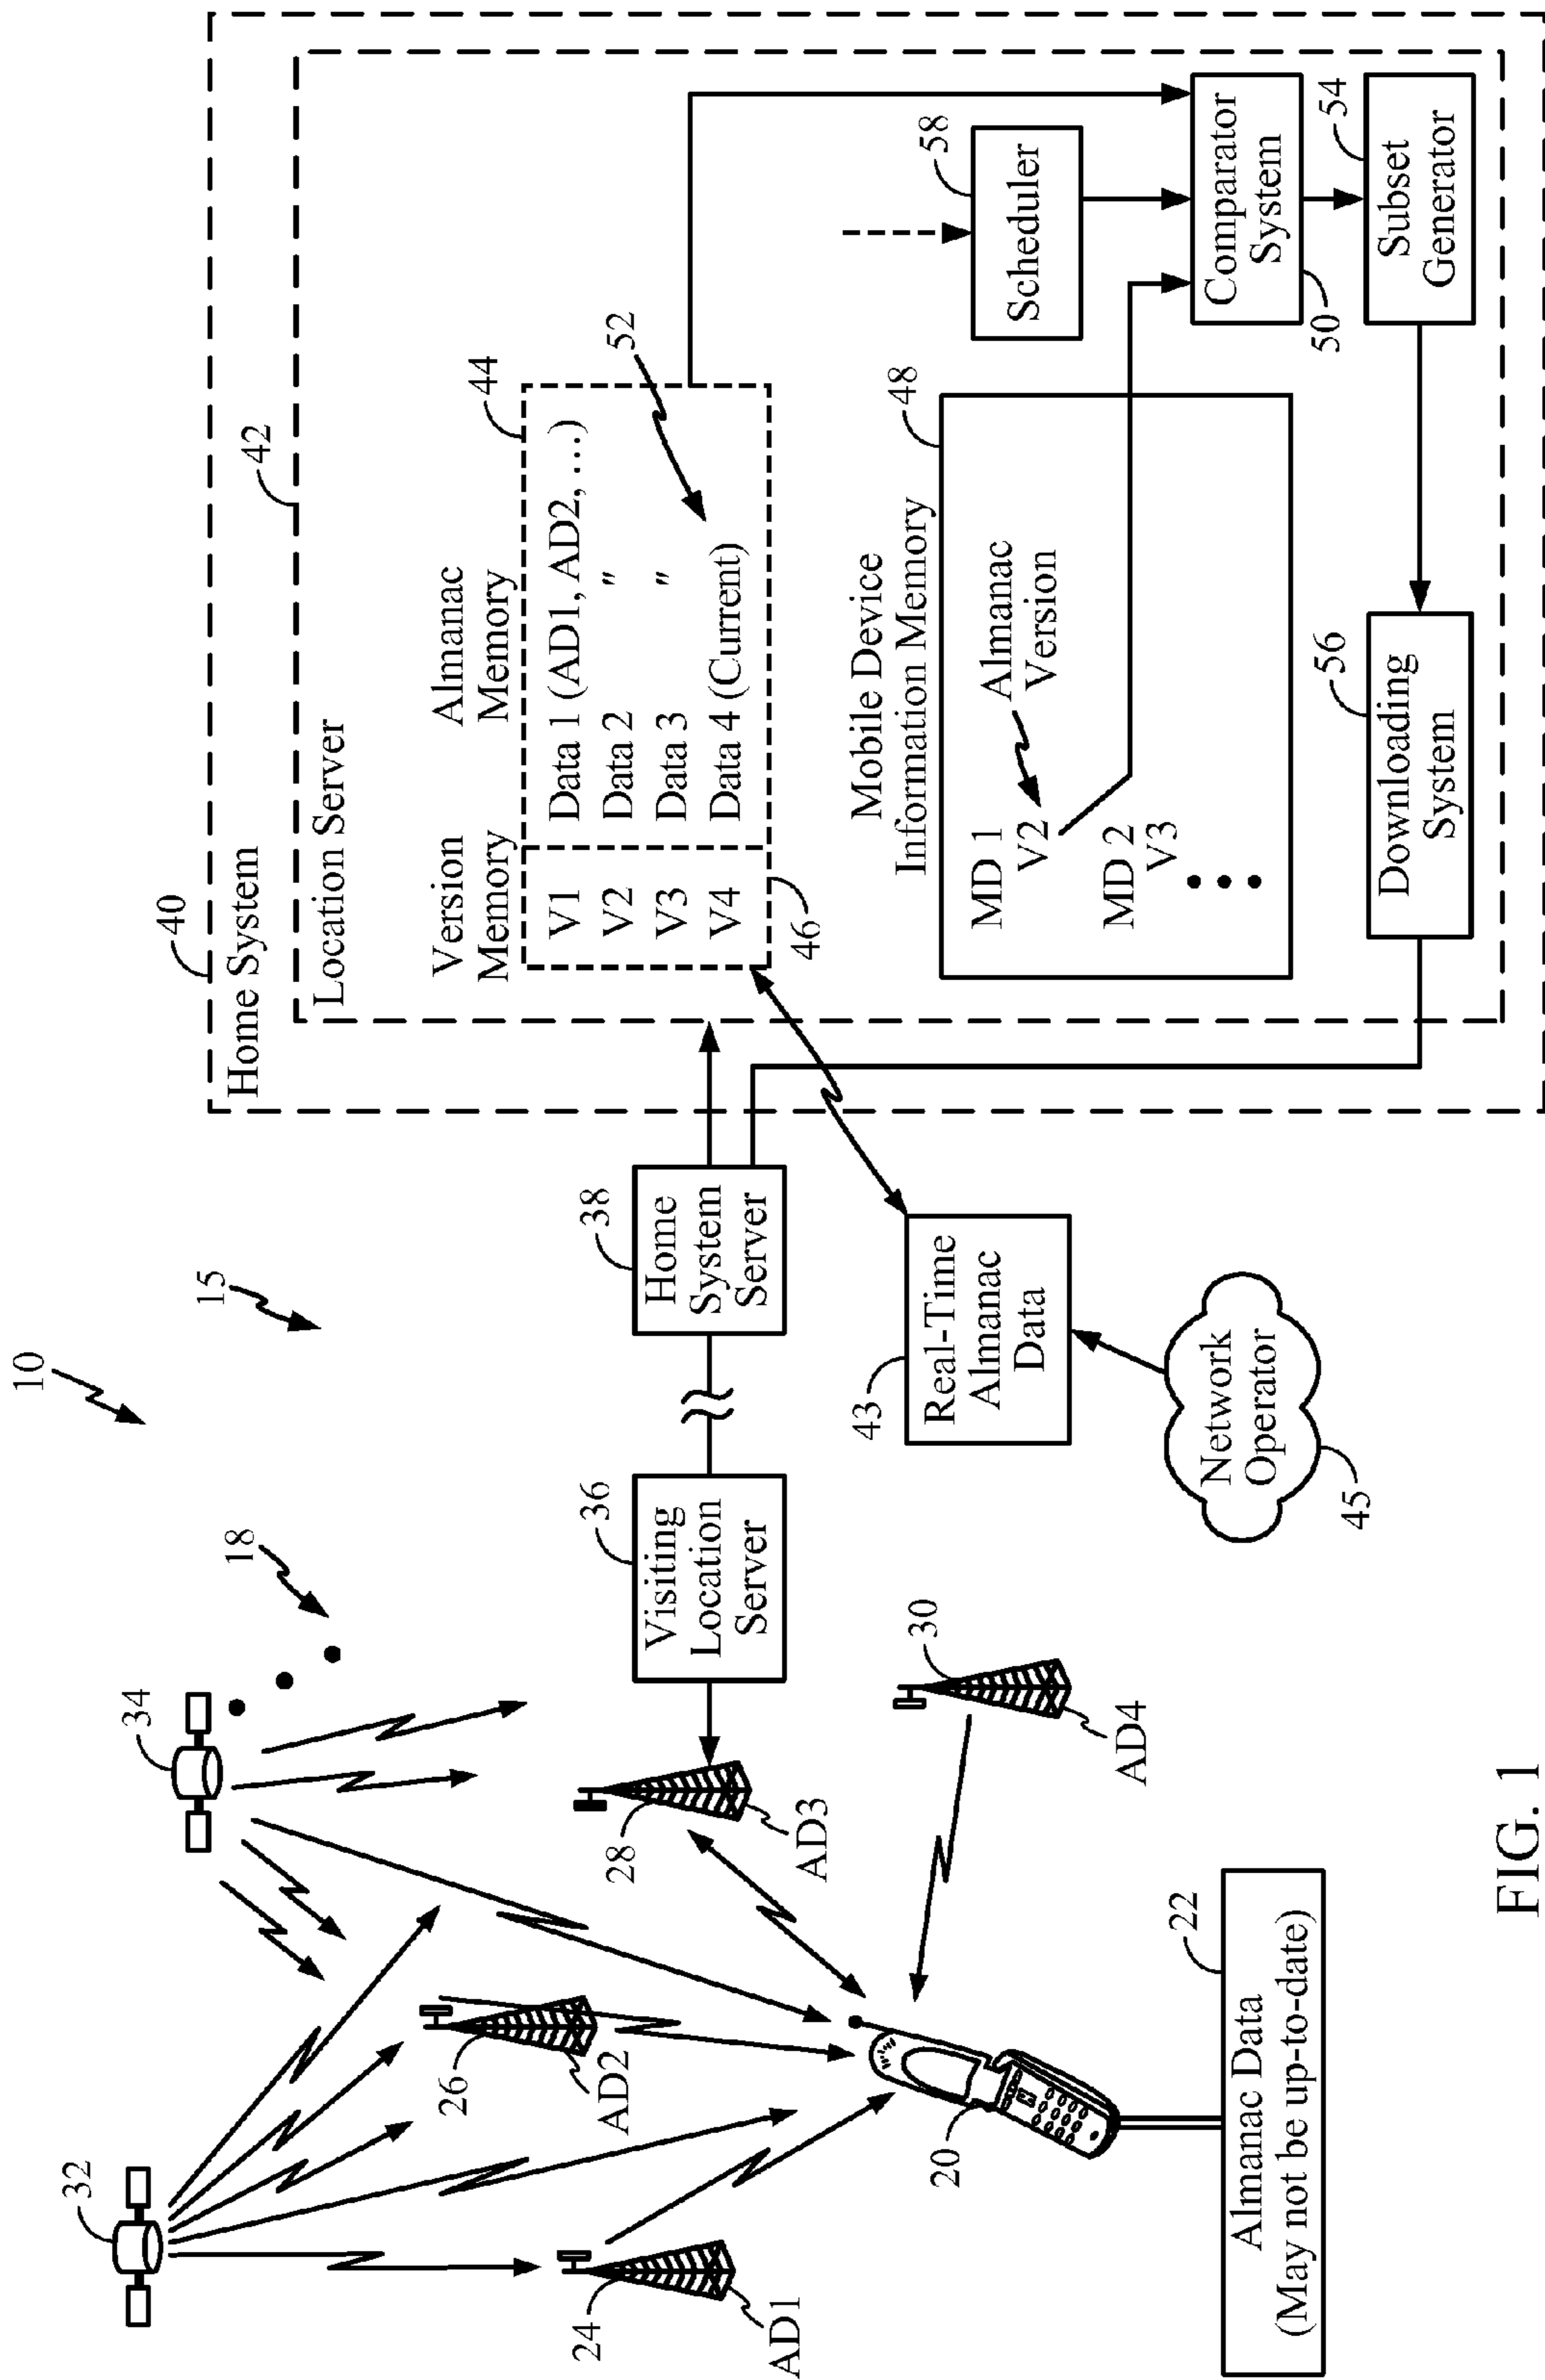 10
15
18
32
34
24
AD1
26
AD2
28
AD3
30
AD4
20
22
Almanac Data
(May not be up-to-date)
36
Visiting
Location
Server
38
Home
System
Server
43
Real-Time
Almanac
Data
Network
Operator
45
40
Home System
42
Location Server
Version
Memory
Almanac
Memory
44
V1 Data 1 (AD1, AD2, …)
V2 Data 2 "
V3 Data 3 "
V4 Data 4 (Current)
46
52
Mobile Device
Information Memory
48
MD 1
V2
Almanac
Version
MD 2
V3
58
Scheduler
Comparator
System
50
54
Subset
Generator
56
Downloading
System
FIG. 1